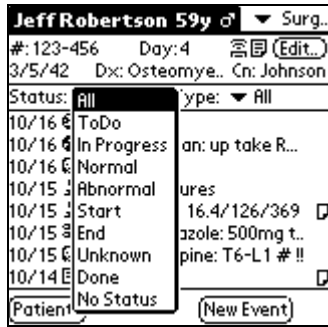 Jeff Robertson 59y ♂ ▼ Surg..
#: 123-456 Day: 4 Edit..
3/5/42 Dx: Osteomye.. Cn: Johnson
Status: All ype: ▼ All
10/16 ToDo
10/16 In Progress an: up take R...
10/16 Normal
10/15 Abnormal ures
10/15 Start 16.4/126/369
10/15 End azole: 500mg t..
10/15 Unknown pine: T6-L1 # !!
10/14 Done
No Status
Patient New Event